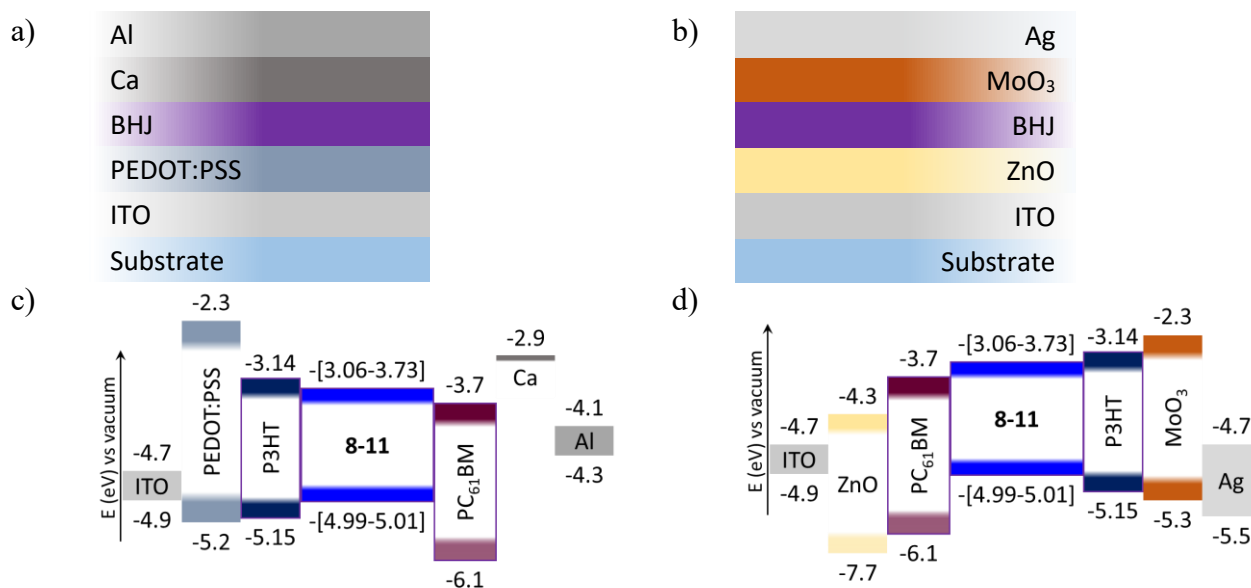 a)
Al
Ca
BHJ
PEDOT:PSS
ITO
Substrate
b)
Ag
MoO₃
BHJ
ZnO
ITO
Substrate
c)
E (eV) vs vacuum
-4.7
ITO
-4.9
-2.3
PEDOT:PSS
-5.2
-3.14
P3HT
-5.15
-[3.06-3.73]
8-11
-[4.99-5.01]
-3.7
PC₆₁BM
-6.1
-2.9
Ca
-4.1
Al
-4.3
d)
E (eV) vs vacuum
-4.7
ITO
-4.9
-4.3
ZnO
-7.7
-3.7
PC₆₁BM
-6.1
-[3.06-3.73]
8-11
-[4.99-5.01]
-3.14
P3HT
-5.15
-2.3
MoO₃
-5.3
-4.7
Ag
-5.5